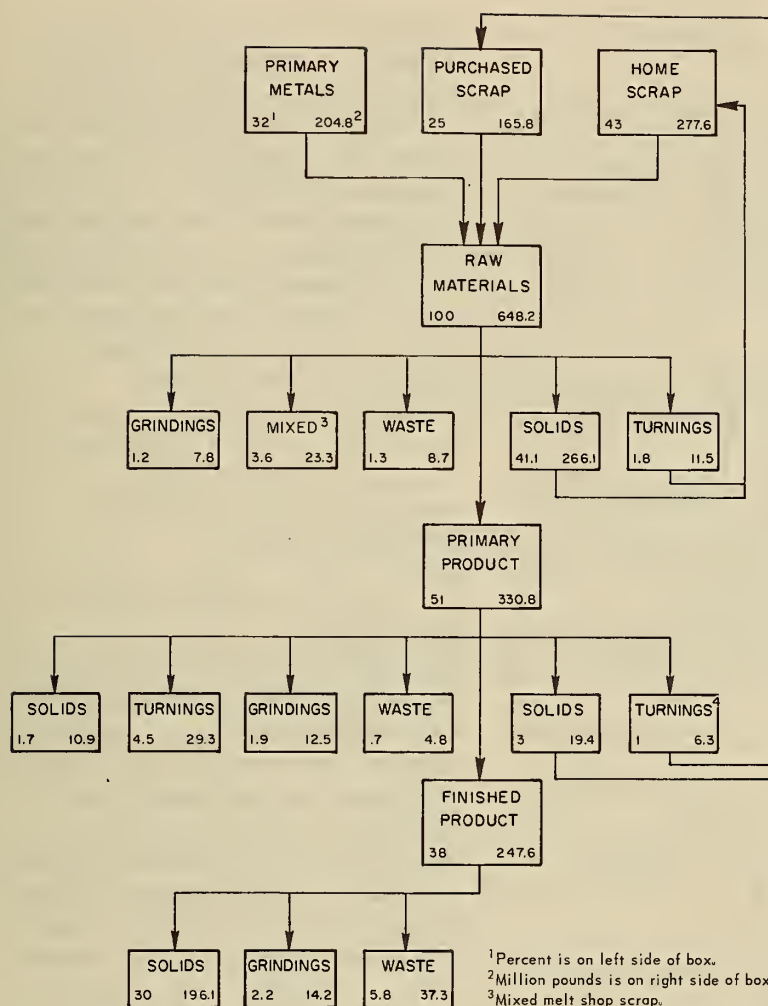 PRIMARY METALS
32¹ 204.8²
PURCHASED SCRAP
25 165.8
HOME SCRAP
43 277.6
RAW MATERIALS
100 648.2
GRINDINGS
1.2 7.8
MIXED³
3.6 23.3
WASTE
1.3 8.7
SOLIDS
41.1 266.1
TURNINGS
1.8 11.5
PRIMARY PRODUCT
51 330.8
SOLIDS
1.7 10.9
TURNINGS
4.5 29.3
GRINDINGS
1.9 12.5
WASTE
.7 4.8
SOLIDS
3 19.4
TURNINGS⁴
1 6.3
FINISHED PRODUCT
38 247.6
SOLIDS
30 196.1
GRINDINGS
2.2 14.2
WASTE
5.8 37.3
¹Percent is on left side of box.
²Million pounds is on right side of box
³Mixed melt shop scrap.